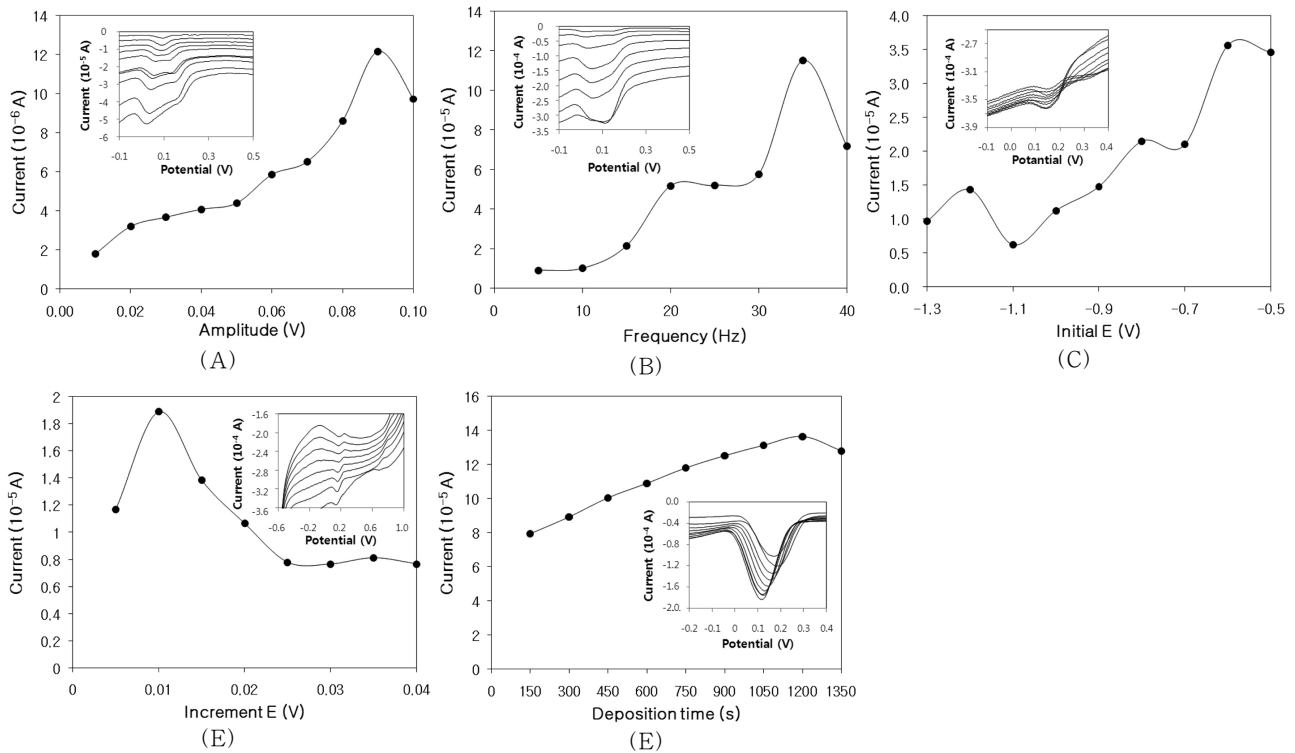 14
12
10
8
6
4
2
0
Current (10⁻⁶ A)
0.00 0.02 0.04 0.06 0.08 0.10
Amplitude (V)
(A)
0
-1
-2
-3
-4
-5
-6
Current (10⁻⁵ A)
-0.1 0.1 0.3 0.5
Potential (V)
14
12
10
8
6
4
2
0
Current (10⁻⁵ A)
0 10 20 30 40
Frequency (Hz)
(B)
0
-0.5
-1.0
-1.5
-2.0
-2.5
-3.0
-3.5
Current (10⁻⁴ A)
-0.1 0.1 0.3 0.5
Potential (V)
4.0
3.5
3.0
2.5
2.0
1.5
1.0
0.5
0.0
Current (10⁻⁵ A)
−1.3 −1.1 −0.9 −0.7 −0.5
Initial E (V)
(C)
-2.7
-3.1
-3.5
-3.9
Current (10⁻⁴ A)
-0.1 0.0 0.1 0.2 0.3 0.4
Potantial (V)
2
1.8
1.6
1.4
1.2
1
0.8
0.6
0.4
0.2
0
Current (10⁻⁵ A)
0 0.01 0.02 0.03 0.04
Increment E (V)
(E)
-1.6
-2.0
-2.4
-2.8
-3.2
-3.6
Current (10⁻⁴ A)
-0.6 -0.2 0.2 0.6 1.0
Potential (V)
16
14
12
10
8
6
4
2
0
Current (10⁻⁵ A)
0 150 300 450 600 750 900 1050 1200 1350
Deposition time (s)
(E)
0.0
-0.4
-0.8
-1.2
-1.6
-2.0
Current (10⁻⁴ A)
-0.2 -0.1 0 0.1 0.2 0.3 0.4
Potential (V)